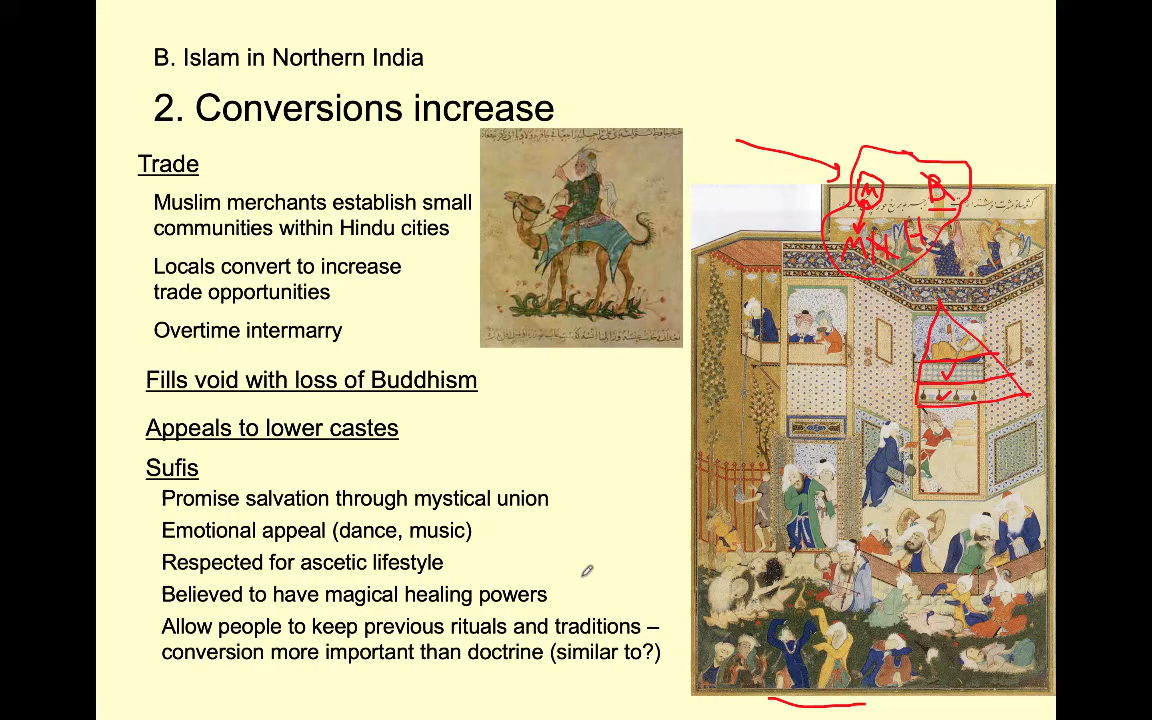 B. Islam in Northern India
2. Conversions increase
Trade
Muslim merchants establish small
communities within Hindu cities
Locals convert to increase
trade opportunities
Overtime intermarry
Fills void with loss of Buddhism
Appeals to lower castes
Sufis
Promise salvation through mystical union
Emotional appeal (dance, music)
Respected for ascetic lifestyle
Believed to have magical healing powers
Allow people to keep previous rituals and traditions –
conversion more important than doctrine (similar to?)
M B
M H H